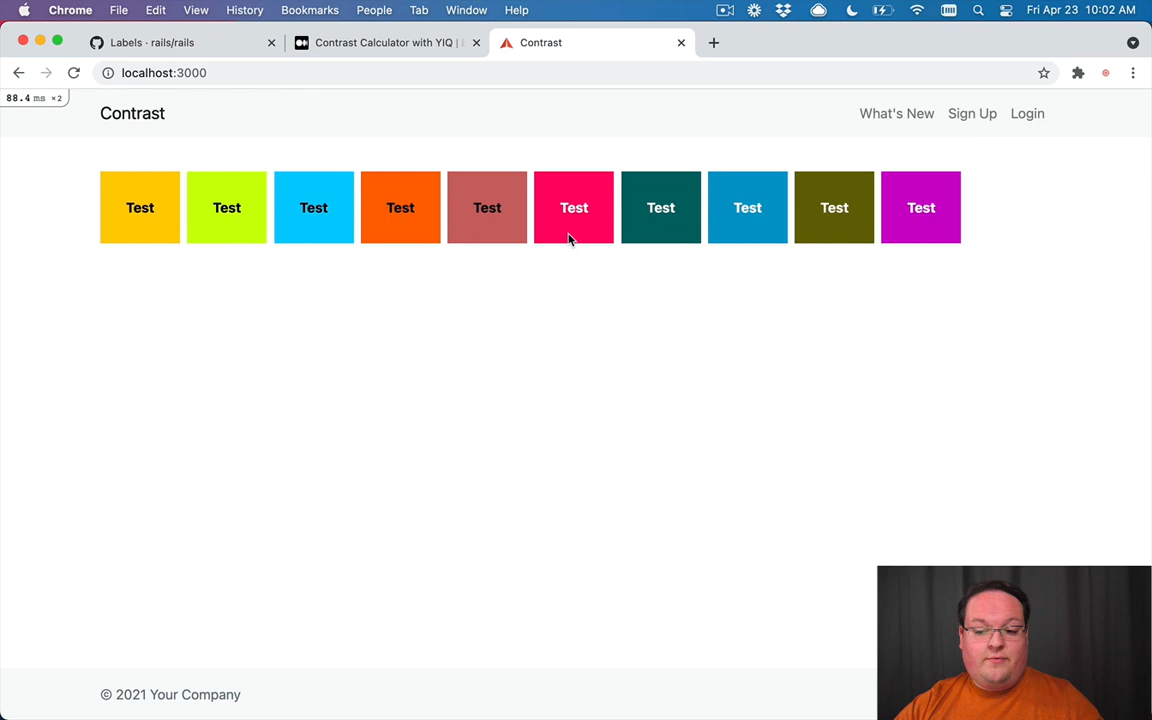 Chrome File Edit View History Bookmarks People Tab Window Help Fri Apr 23 10:02 AM
Labels · rails/rails Contrast Calculator with YIQ | Contrast
localhost:3000
88.4 ms ×2
Contrast What's New Sign Up Login
Test Test Test Test Test Test Test Test Test Test
© 2021 Your Company